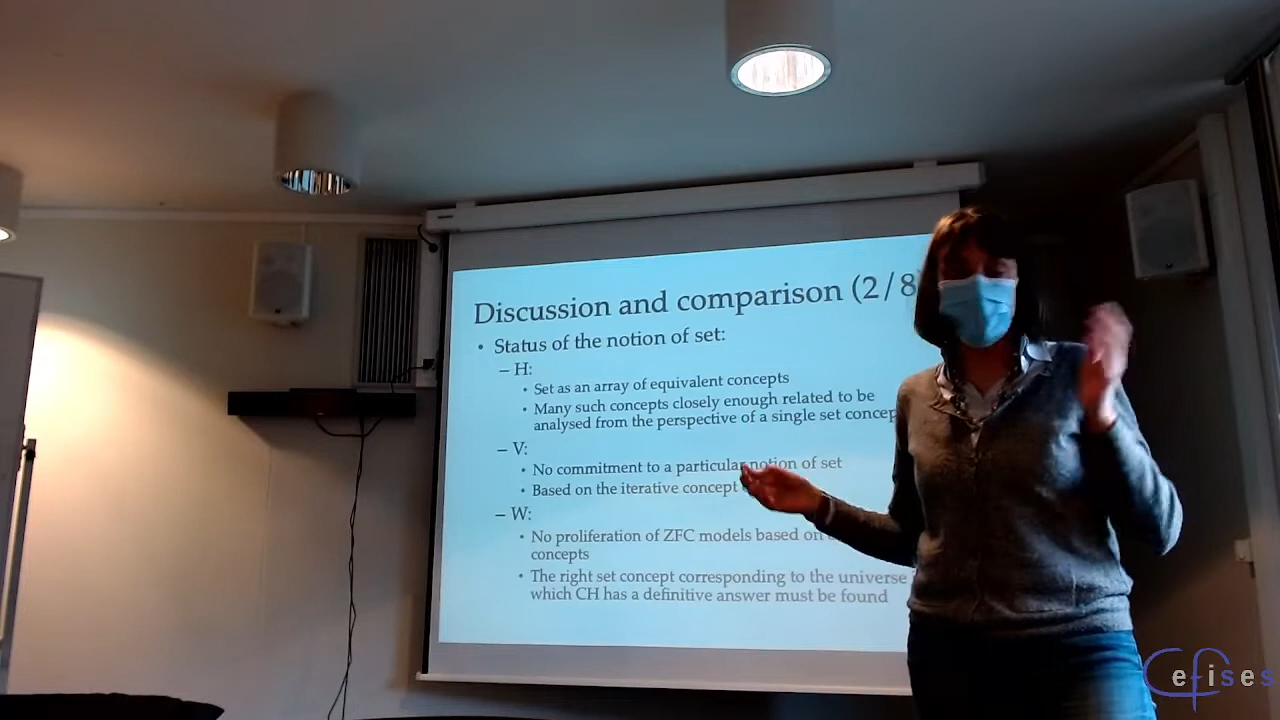 Discussion and comparison (2/8
• Status of the notion of set:
– H:
• Set as an array of equivalent concepts
• Many such concepts closely enough related to be
analysed from the perspective of a single set concep
– V:
• No commitment to a particular notion of set
• Based on the iterative concept
– W:
• No proliferation of ZFC models based on
concepts
• The right set concept corresponding to the universe
which CH has a definitive answer must be found
Cefises